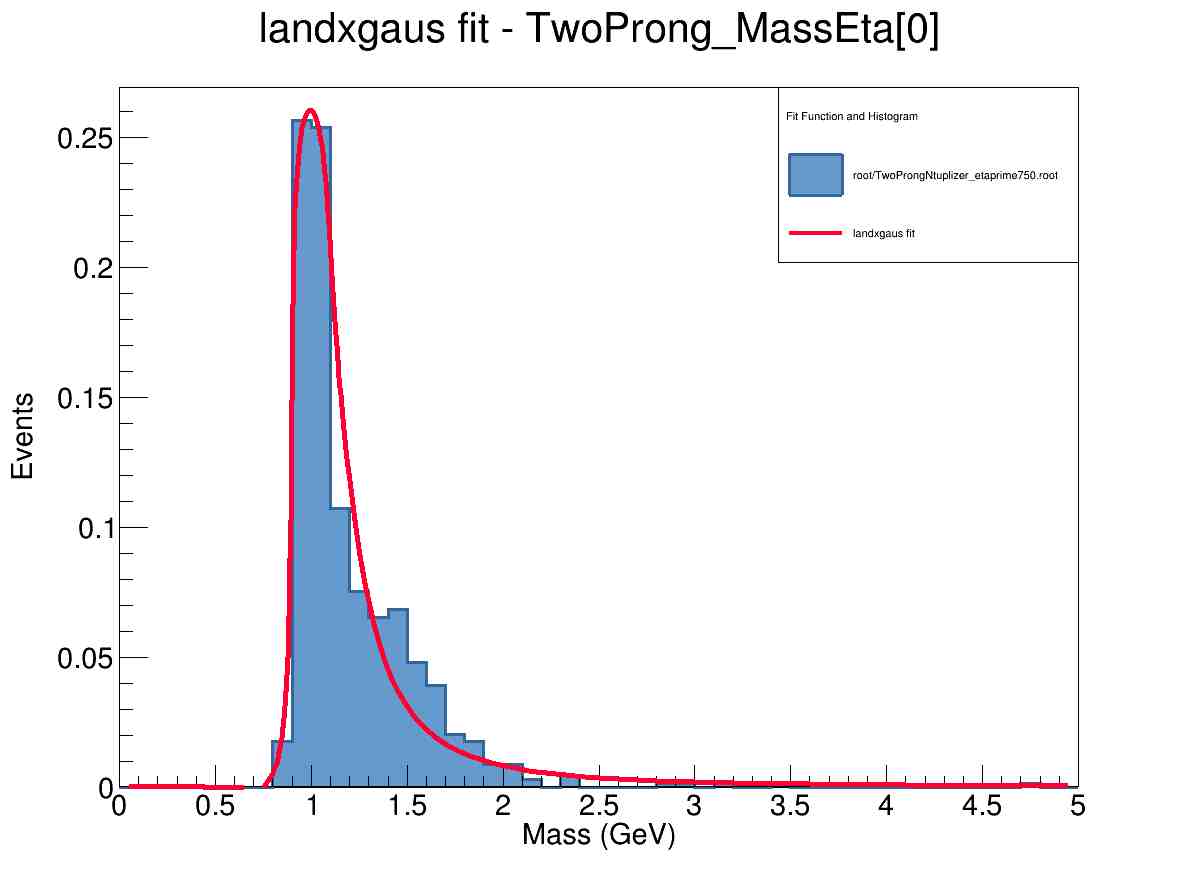 landxgaus fit - TwoProng_MassEta[0]
Fit Function and Histogram
root/TwoProngNtuplizer_etaprime750.root
landxgaus fit
Events
0.25
0.2
0.15
0.1
0.05
0
0 0.5 1 1.5 2 2.5 3 3.5 4 4.5 5
Mass (GeV)